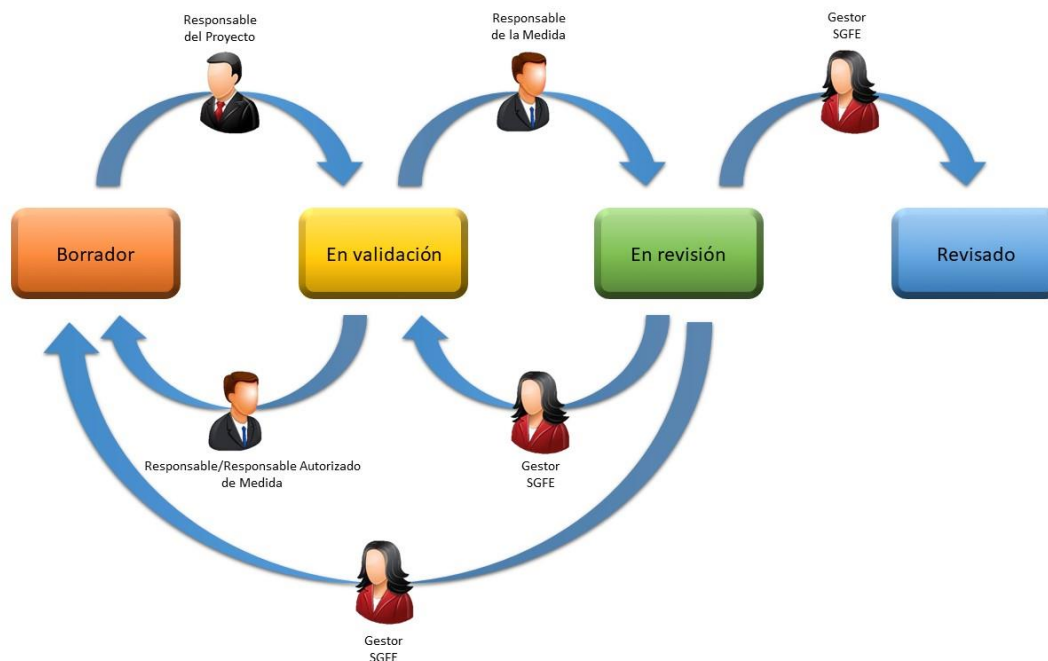 Responsable
del Proyecto
Responsable
de la Medida
Gestor
SGFE
Borrador
En validación
En revisión
Revisado
Responsable/Responsable Autorizado
de Medida
Gestor
SGFE
Gestor
SGFE